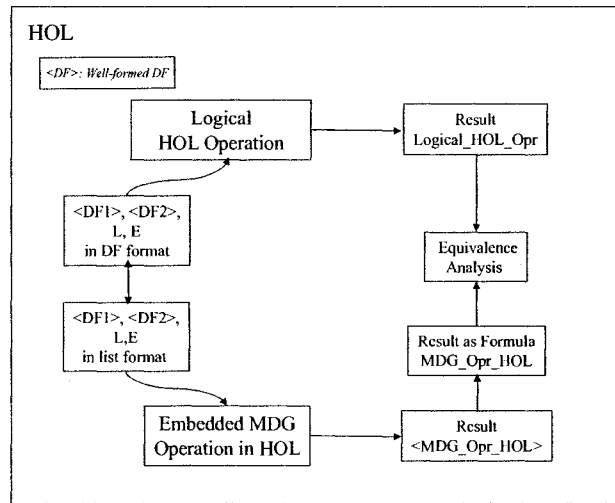 HOL
<DF>: Well-formed DF
Logical
HOL Operation
Result
Logical_HOL_Opr
<DF1>, <DF2>,
L, E
in DF format
Equivalence
Analysis
<DF1>, <DF2>,
L,E
in list format
Result as Formula
MDG_Opr_HOL
Embedded MDG
Operation in HOL
Result
<MDG_Opr_HOL>